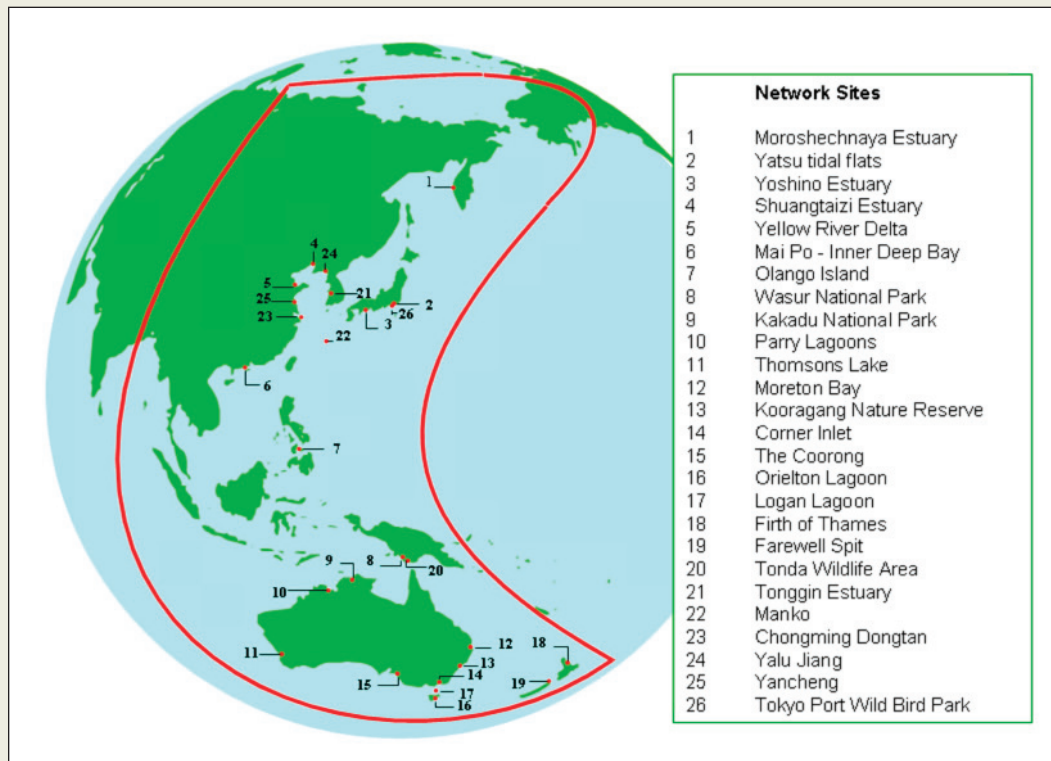 1
4
24
5
21
25
2
26
23
3
22
6
7
9
8
20
10
12
18
11
13
14
15
19
17
16
Network Sites
1 Moroshechnaya Estuary
2 Yatsu tidal flats
3 Yoshino Estuary
4 Shuangtaizi Estuary
5 Yellow River Delta
6 Mai Po - Inner Deep Bay
7 Olango Island
8 Wasur National Park
9 Kakadu National Park
10 Parry Lagoons
11 Thomsons Lake
12 Moreton Bay
13 Kooragang Nature Reserve
14 Corner Inlet
15 The Coorong
16 Orielton Lagoon
17 Logan Lagoon
18 Firth of Thames
19 Farewell Spit
20 Tonda Wildlife Area
21 Tonggin Estuary
22 Manko
23 Chongming Dongtan
24 Yalu Jiang
25 Yancheng
26 Tokyo Port Wild Bird Park